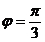 φ = π/3